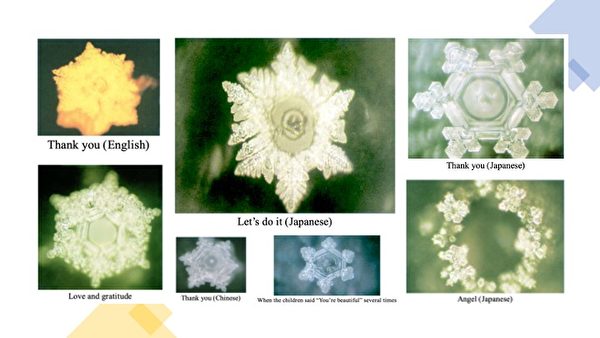 Thank you (English)
Let's do it (Japanese)
Thank you (Japanese)
Love and gratitude
Thank you (Chinese)
When the children said "You're beautiful" several times
Angel (Japanese)